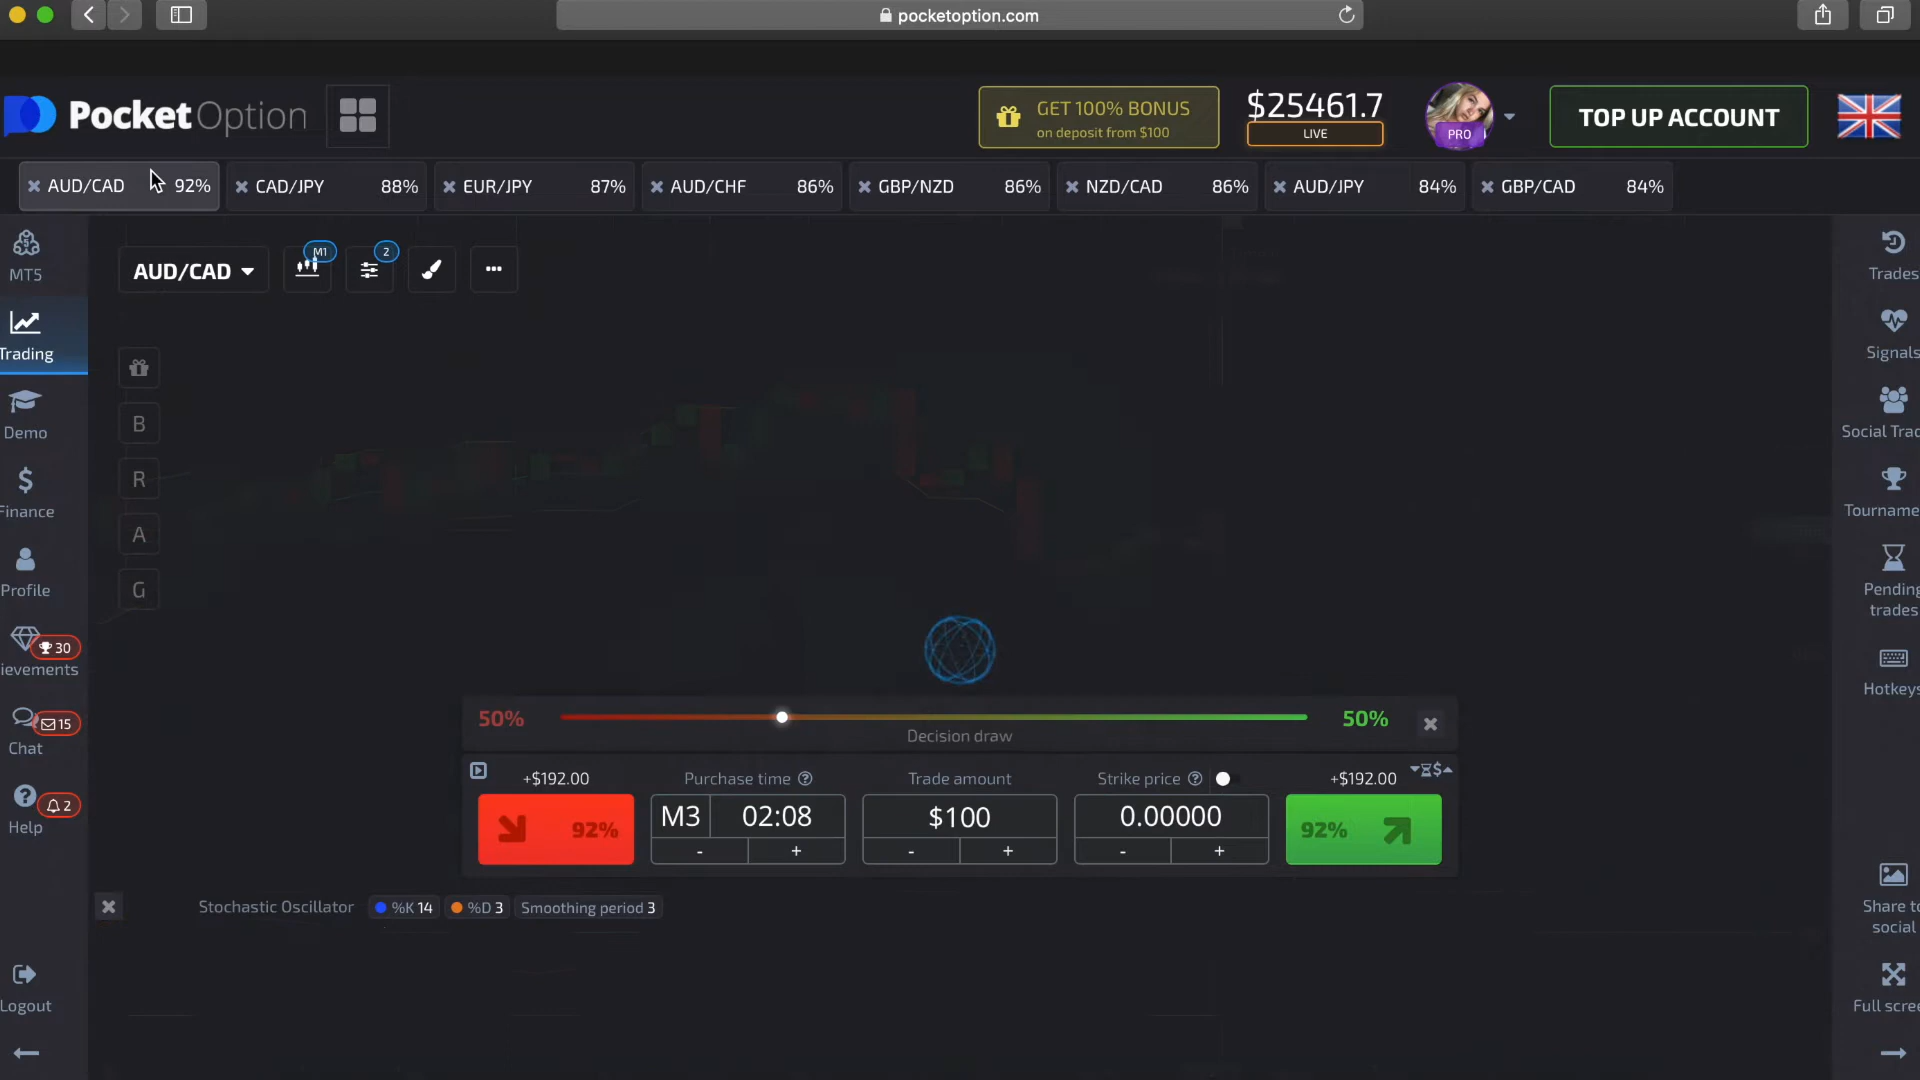 pocketoption.com
PocketOption
GET 100% BONUS
on deposit from $100
$25461.7
LIVE
PRO
TOP UP ACCOUNT
AUD/CAD 92%
CAD/JPY 88%
EUR/JPY 87%
AUD/CHF 86%
GBP/NZD 86%
NZD/CAD 86%
AUD/JPY 84%
GBP/CAD 84%
AUD/CAD
M1
2
MT5
Trading
Demo
Finance
Profile
30
ievements
15
Chat
2
Help
Logout
B
R
A
G
50%
50%
Decision draw
+$192.00
Purchase time
Trade amount
Strike price
+$192.00
92%
M3 02:08
$100
0.00000
92%
- +
- +
- +
Stochastic Oscillator
%K 14
%D 3
Smoothing period 3
Trades
Signals
Social Trad
Tourname
Pending
trades
Hotkeys
Share to
social
Full scree